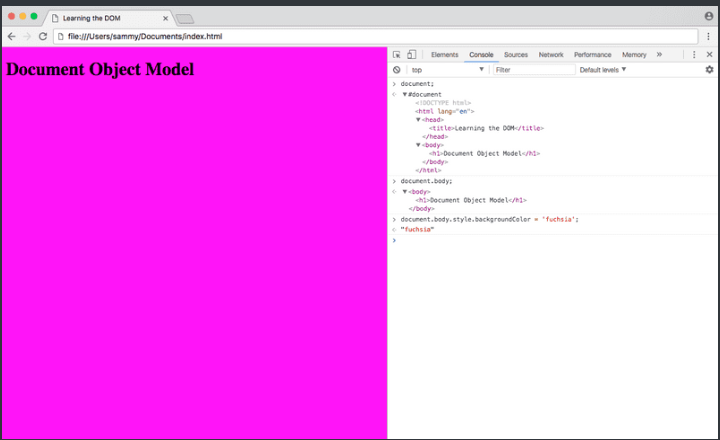 Learning the DOM
file:///Users/sammy/Documents/index.html
Document Object Model
Elements Console Sources Network Performance Memory »
top Filter Default levels
document;
#document
<!DOCTYPE html>
<html lang="en">
<head>
<title>Learning the DOM</title>
</head>
<body>
<h1>Document Object Model</h1>
</body>
</html>
document.body;
<body>
<h1>Document Object Model</h1>
</body>
document.body.style.backgroundColor = 'fuchsia';
"fuchsia"